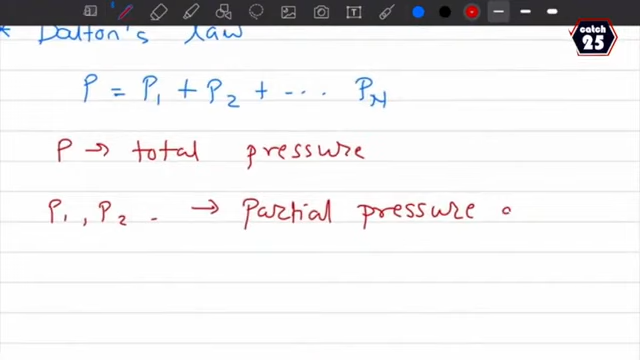 * Dalton's law
catch
25
P = P1 + P2 + ... PN
P → total pressure
P1, P2 . → Partial pressure o